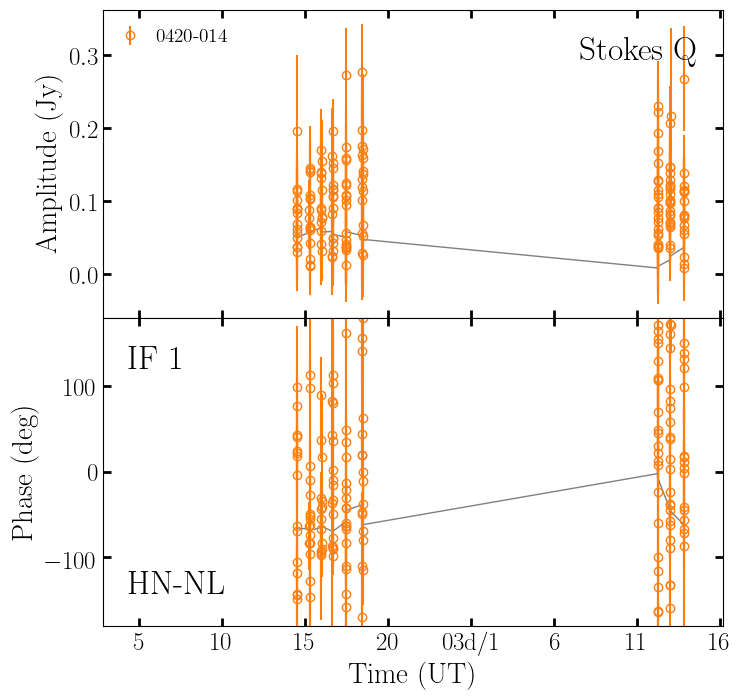 0420-014
Stokes Q
Amplitude (Jy)
0.3
0.2
0.1
0.0
IF 1
Phase (deg)
100
0
−100
HN-NL
5 10 15 20 03d/1 6 11 16
Time (UT)